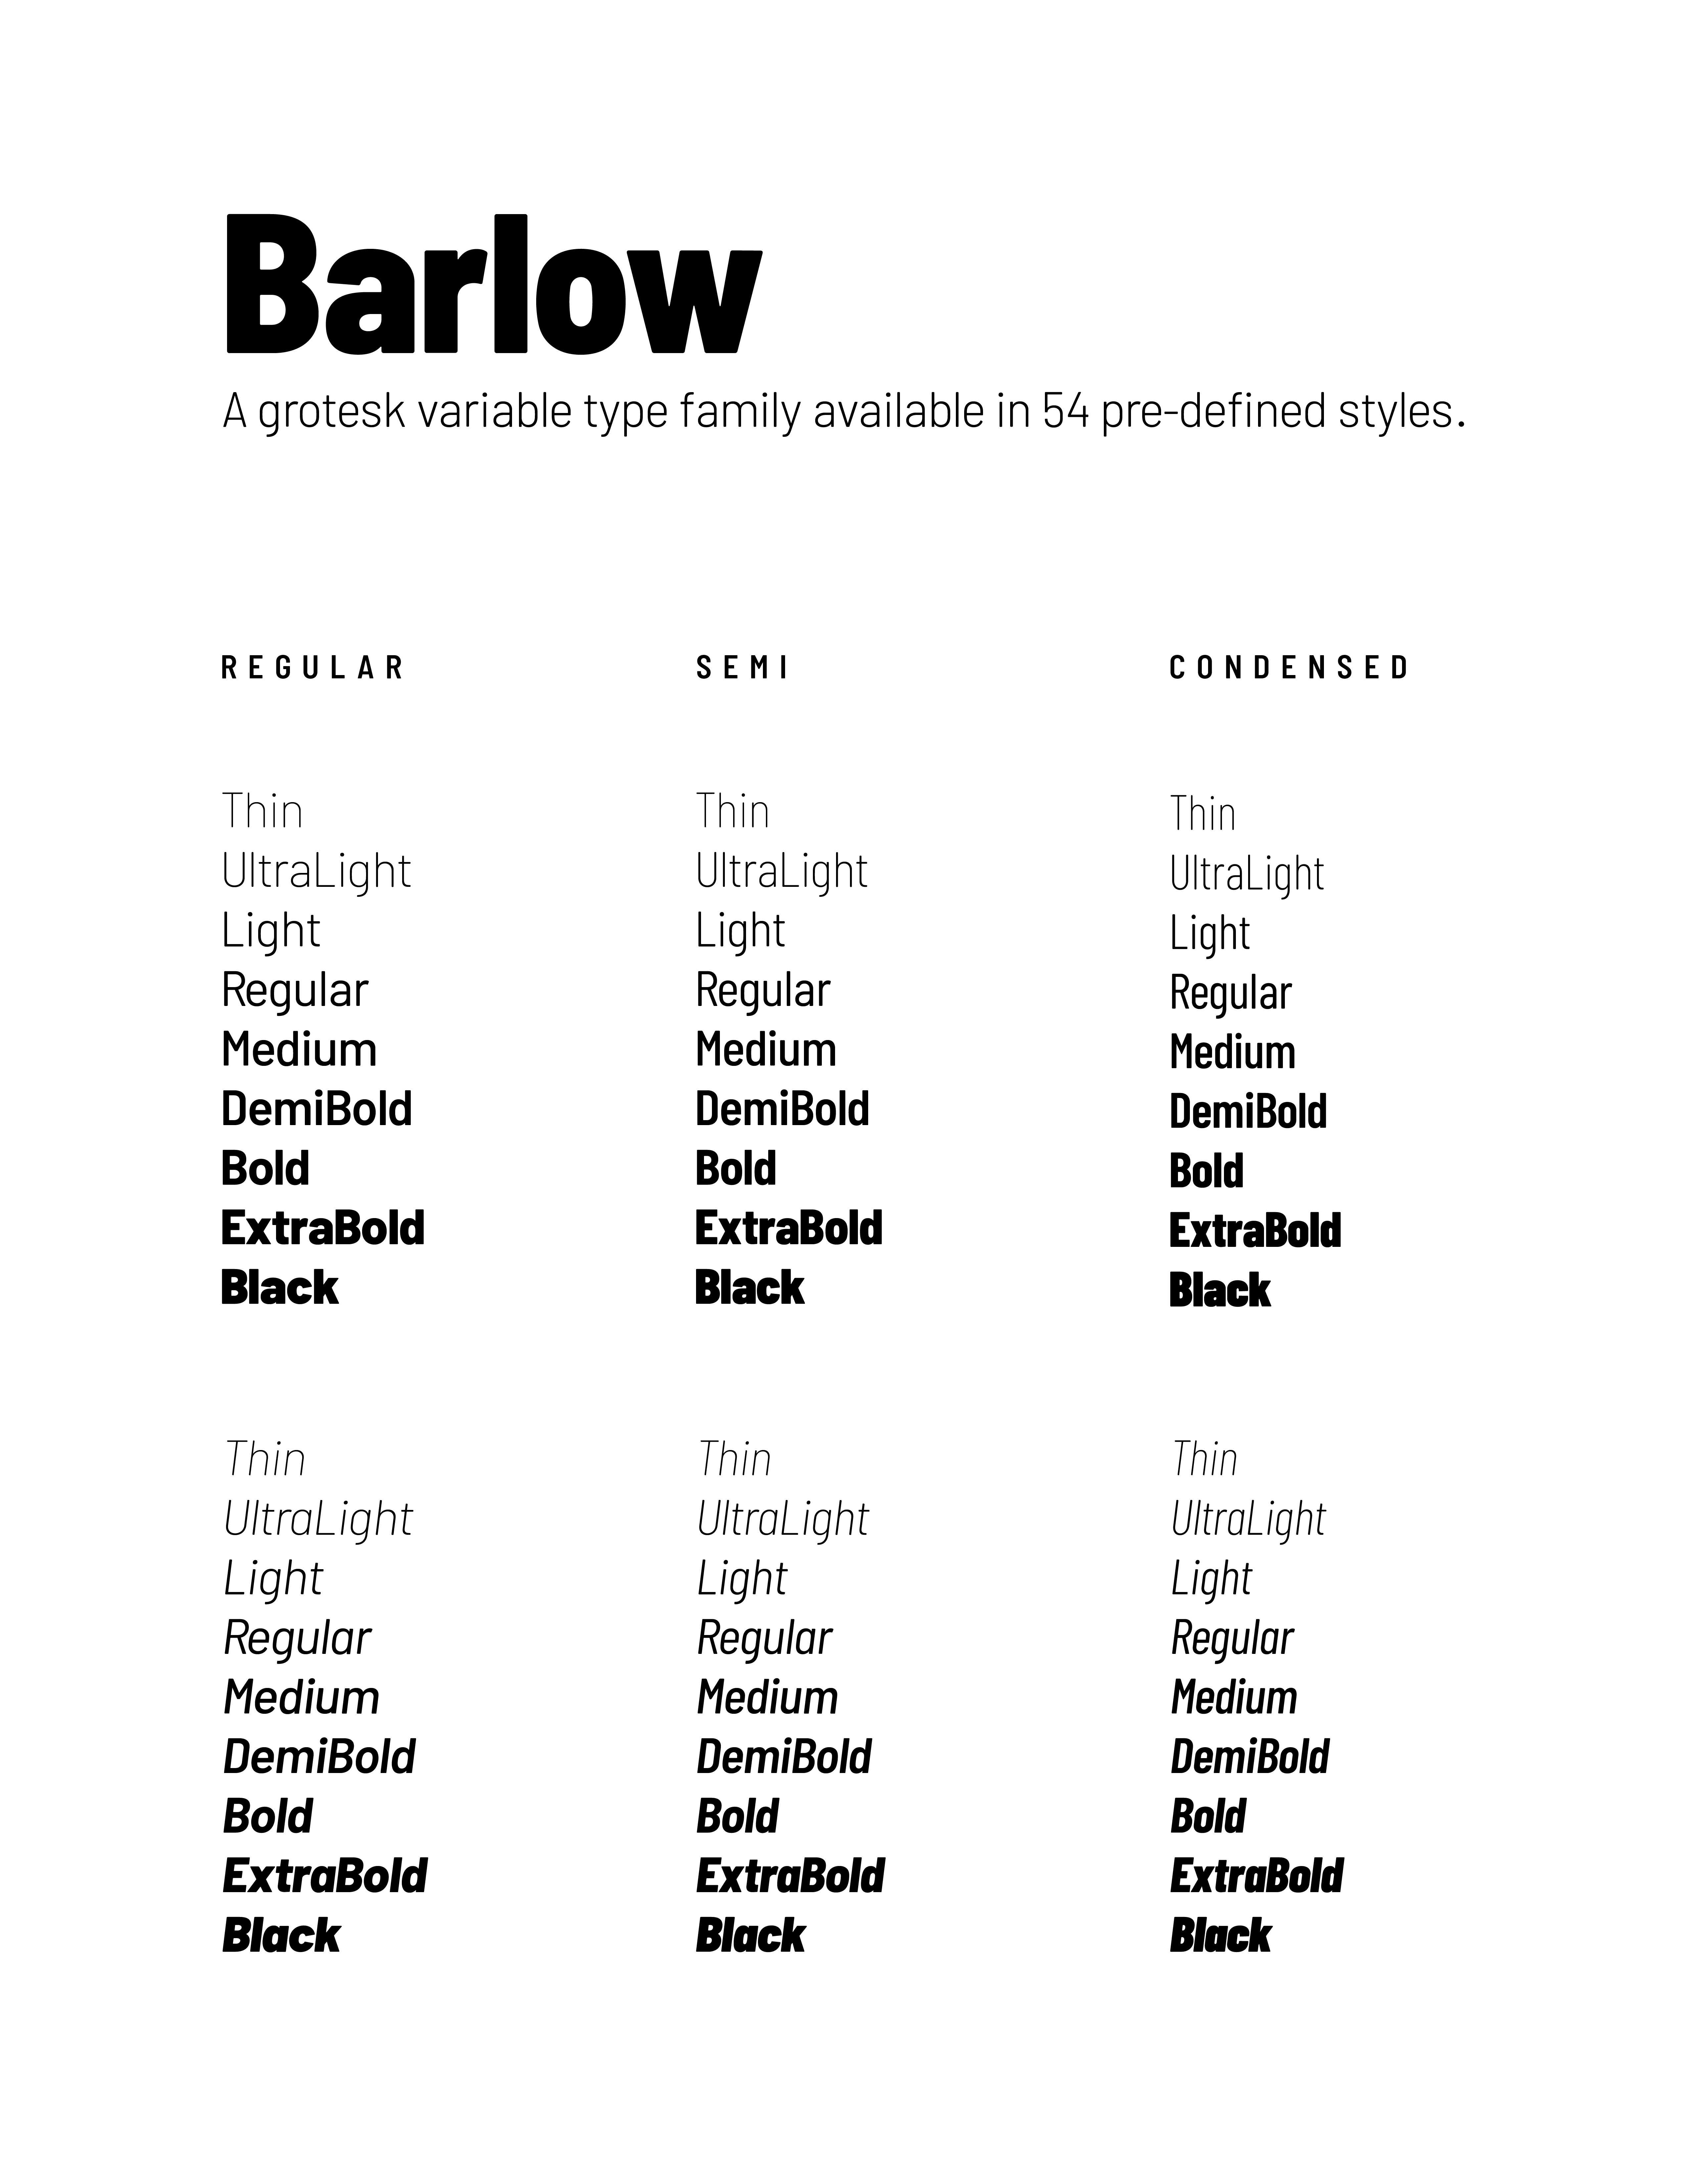 Barlow
A grotesk variable type family available in 54 pre-defined styles.
REGULAR SEMI CONDENSED
Thin Thin Thin
UltraLight UltraLight UltraLight
Light Light Light
Regular Regular Regular
Medium Medium Medium
DemiBold DemiBold DemiBold
Bold Bold Bold
ExtraBold ExtraBold ExtraBold
Black Black Black
Thin Thin Thin
UltraLight UltraLight UltraLight
Light Light Light
Regular Regular Regular
Medium Medium Medium
DemiBold DemiBold DemiBold
Bold Bold Bold
ExtraBold ExtraBold ExtraBold
Black Black Black